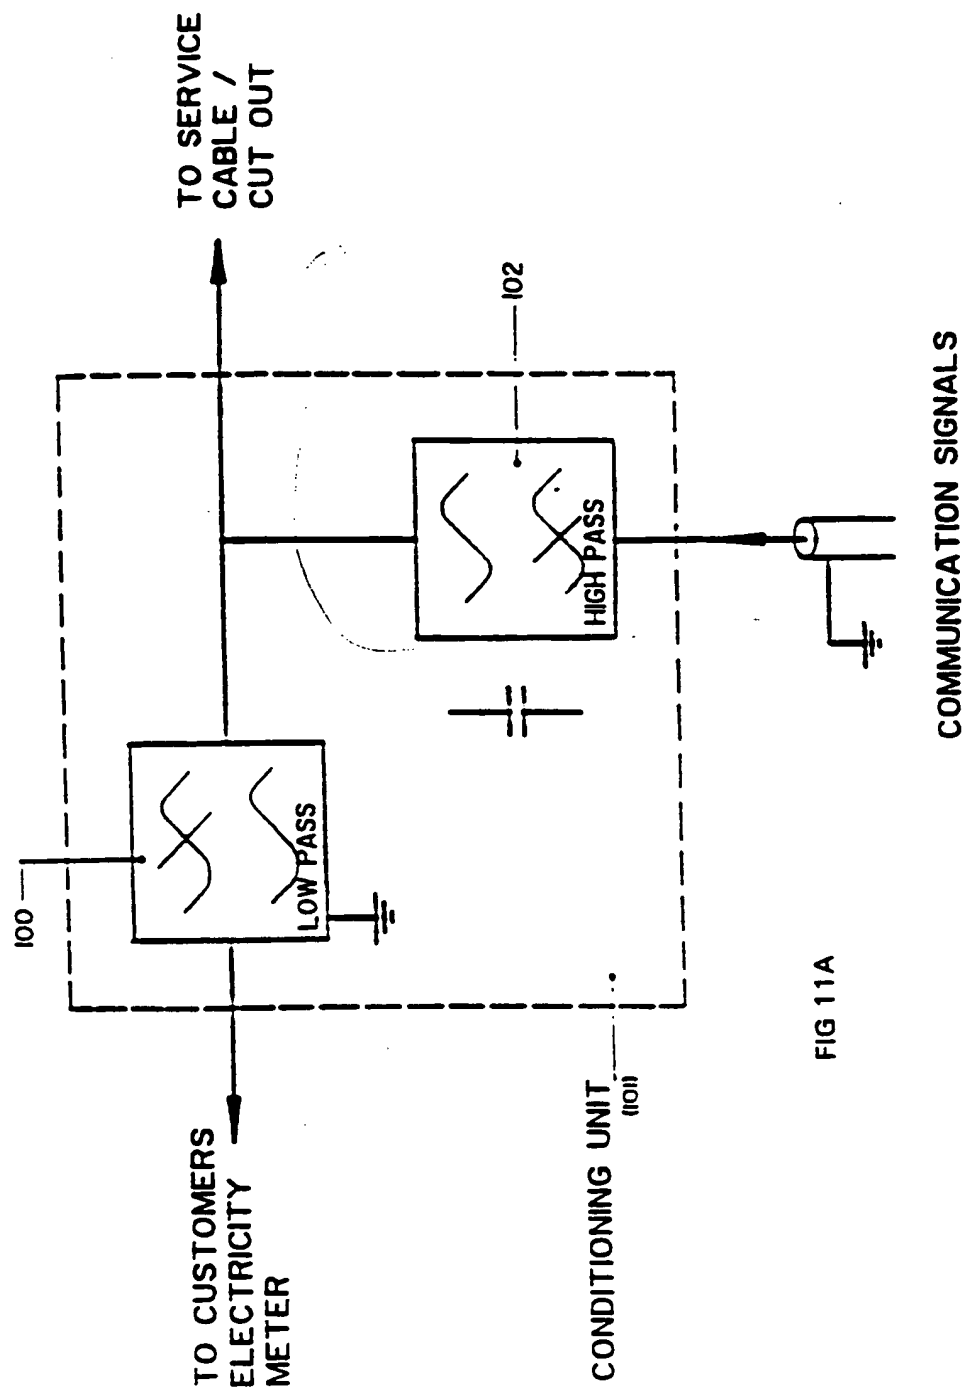 TO SERVICE
CABLE /
CUT OUT
100
102
LOW PASS
HIGH PASS
TO CUSTOMERS
ELECTRICITY
METER
CONDITIONING UNIT
(101)
COMMUNICATION SIGNALS
FIG 11A